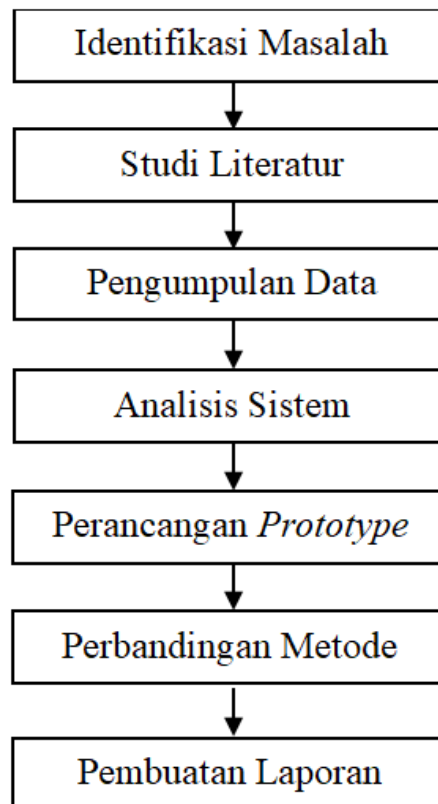 Identifikasi Masalah
Studi Literatur
Pengumpulan Data
Analisis Sistem
Perancangan Prototype
Perbandingan Metode
Pembuatan Laporan